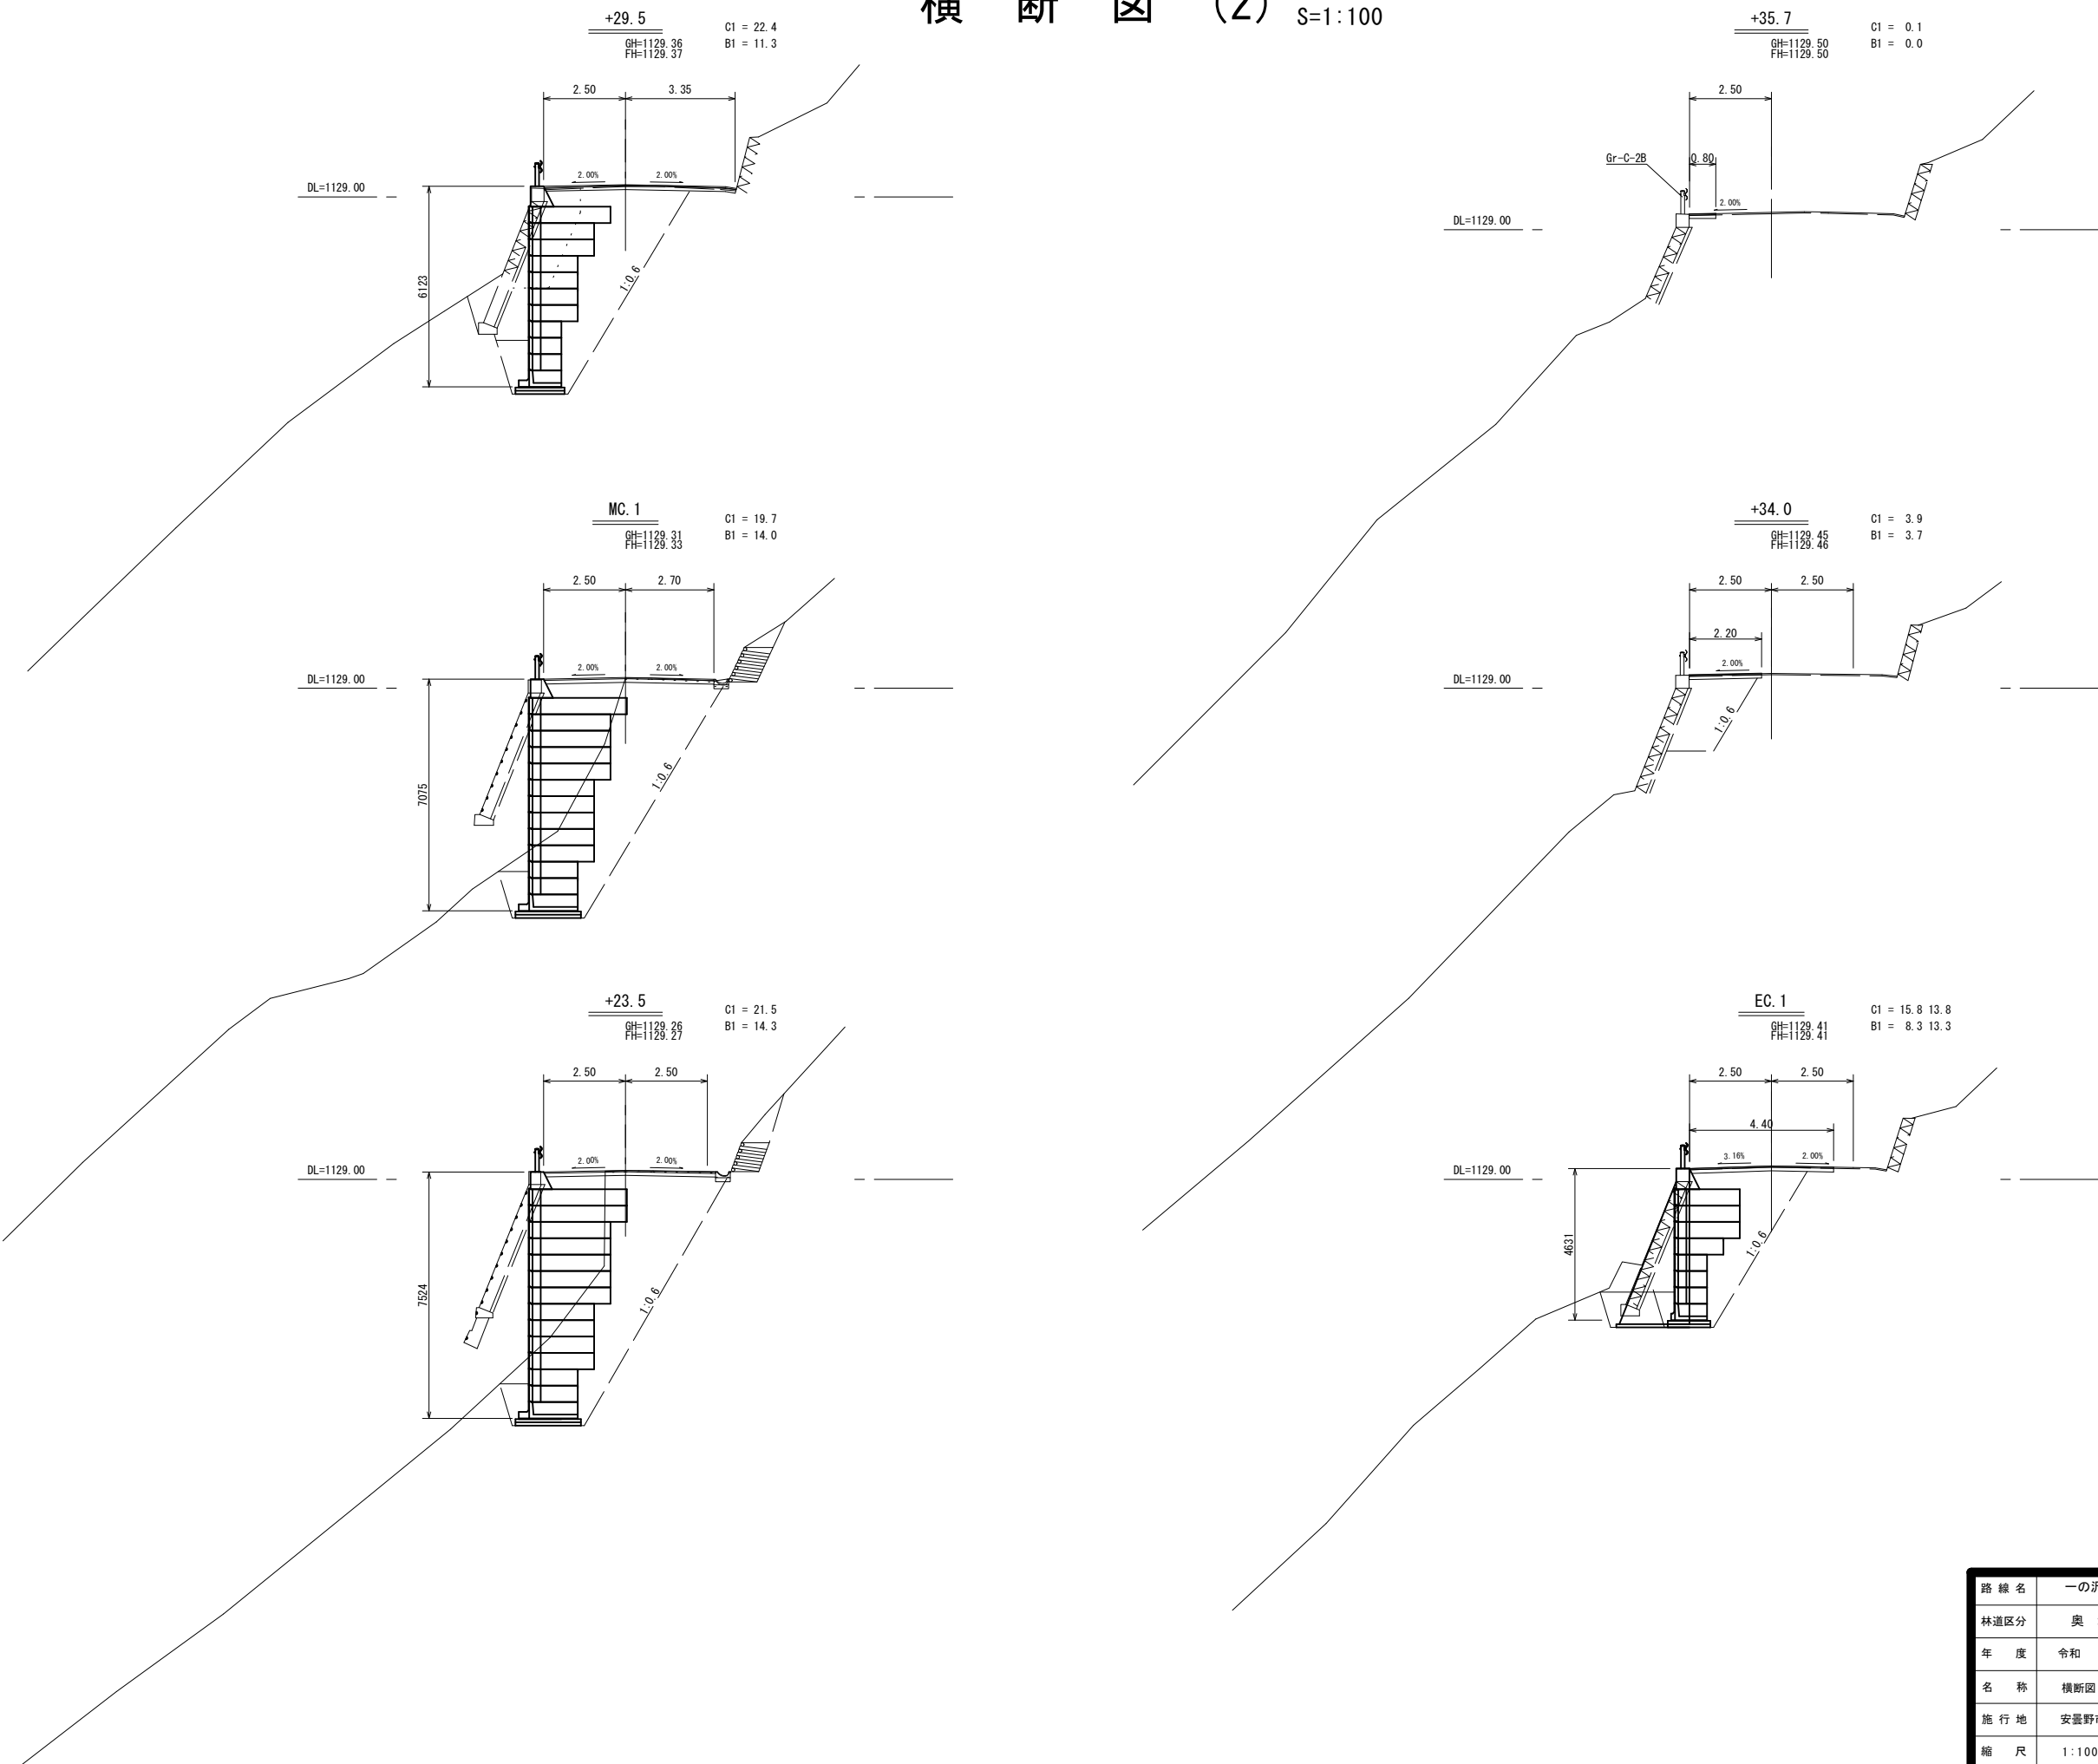 横 断 図 (2) S=1:100
+29.5
C1 = 22.4
GH=1129.36
B1 = 11.3
FH=1129.37
2.50
3.35
2.00%
2.00%
DL=1129.00
6123
1:0.6
MC.1
C1 = 19.7
GH=1129.31
B1 = 14.0
FH=1129.33
2.50
2.70
2.00%
2.00%
DL=1129.00
7075
1:0.6
+23.5
C1 = 21.5
GH=1129.26
B1 = 14.3
FH=1129.27
2.50
2.50
2.00%
2.00%
DL=1129.00
7524
1:0.6
+35.7
C1 = 0.1
GH=1129.50
B1 = 0.0
FH=1129.50
2.50
Gr-C-2B
0.80
2.00%
DL=1129.00
+34.0
C1 = 3.9
GH=1129.45
B1 = 3.7
FH=1129.46
2.50
2.50
2.20
2.00%
DL=1129.00
1:0.6
EC.1
C1 = 15.8 13.8
GH=1129.41
B1 = 8.3 13.3
FH=1129.41
2.50
2.50
4.40
3.16%
2.00%
DL=1129.00
4631
1:0.6
路線名 一の沢
林道区分 奥
年度 令和
名称 横断図
施行地 安曇野
縮尺 1:100